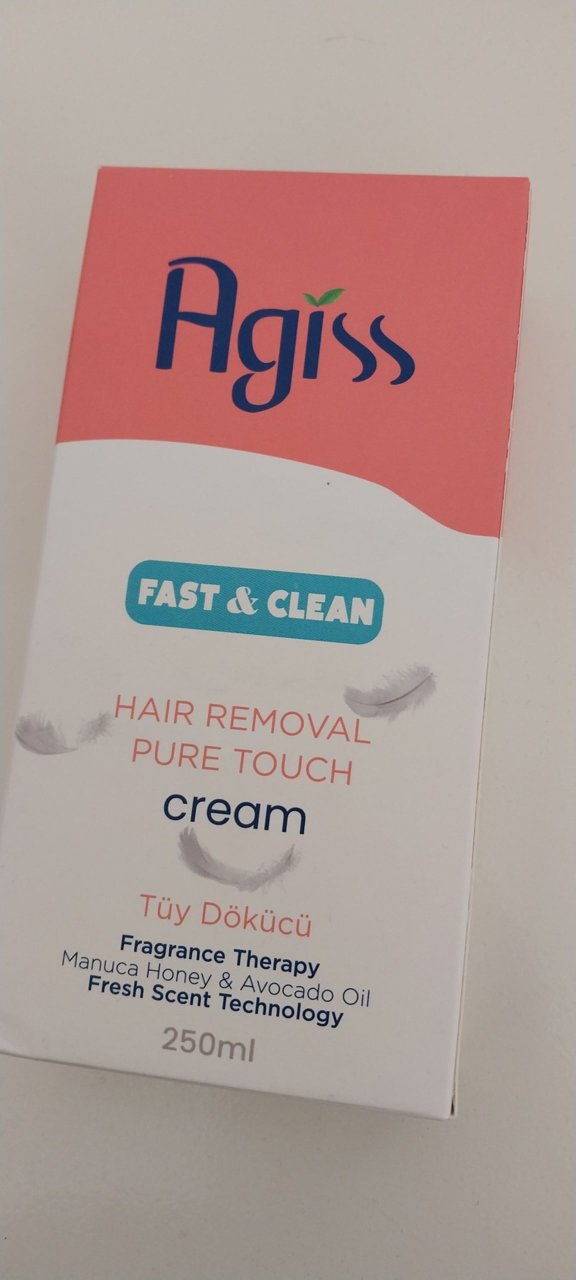 Agiss
FAST & CLEAN
HAIR REMOVAL
PURE TOUCH
cream
Tüy Dökücü
Fragrance Therapy
Manuca Honey & Avocado Oil
Fresh Scent Technology
250ml